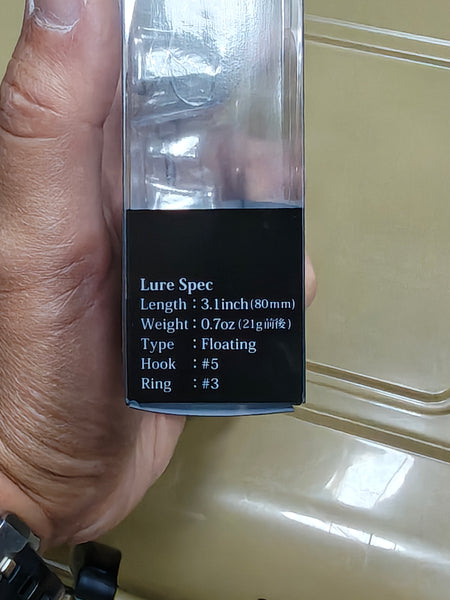 Lure Spec
Length : 3.1inch(80mm)
Weight : 0.7oz (21g前後)
Type : Floating
Hook : #5
Ring : #3